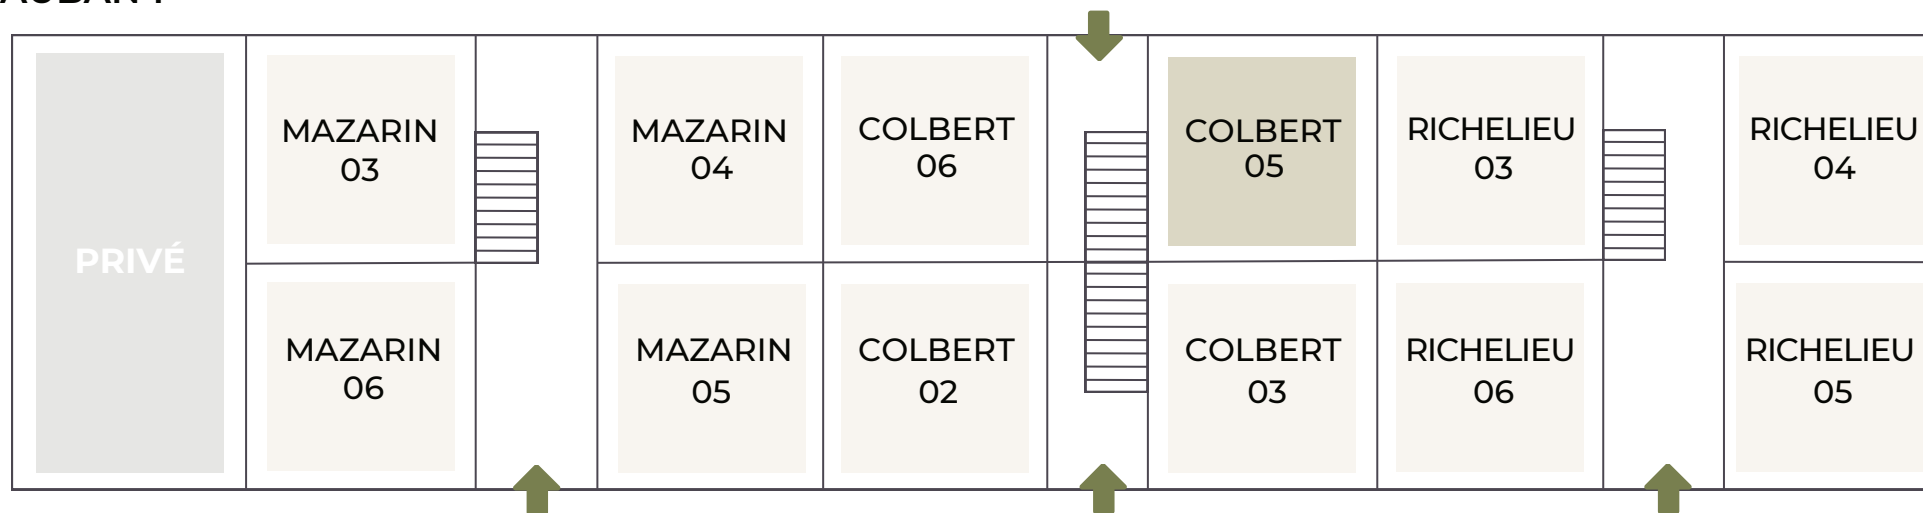 PRIVÉ
MAZARIN
03
MAZARIN
04
COLBERT
06
COLBERT
05
RICHELIEU
03
RICHELIEU
04
MAZARIN
06
MAZARIN
05
COLBERT
02
COLBERT
03
RICHELIEU
06
RICHELIEU
05